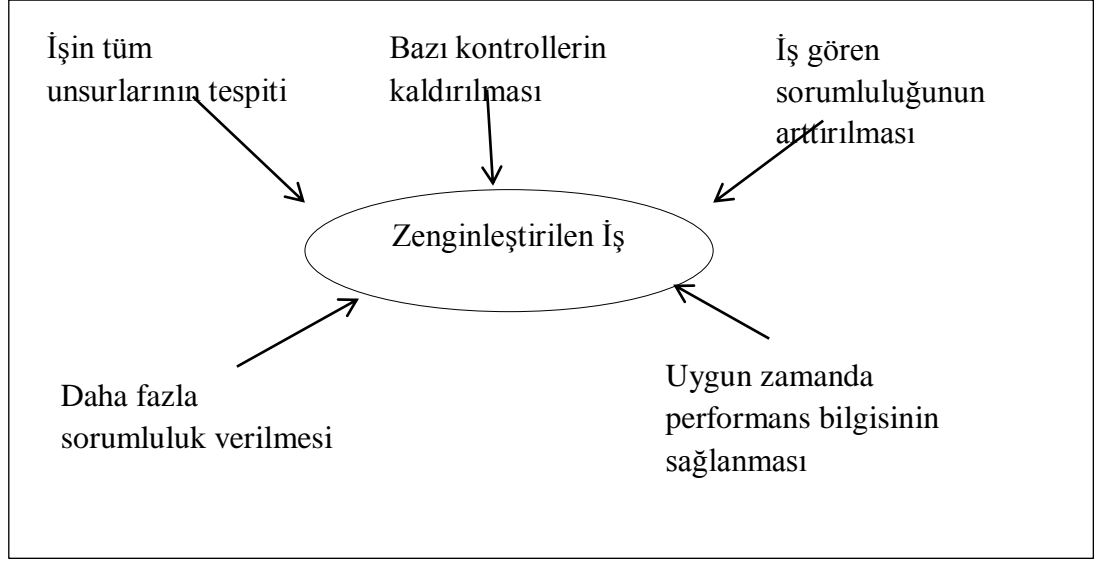 İşin tüm
unsurlarının tespiti
Bazı kontrollerin
kaldırılması
İş gören
sorumluluğunun
arttırılması
Zenginleştirilen İş
Daha fazla
sorumluluk verilmesi
Uygun zamanda
performans bilgisinin
sağlanması